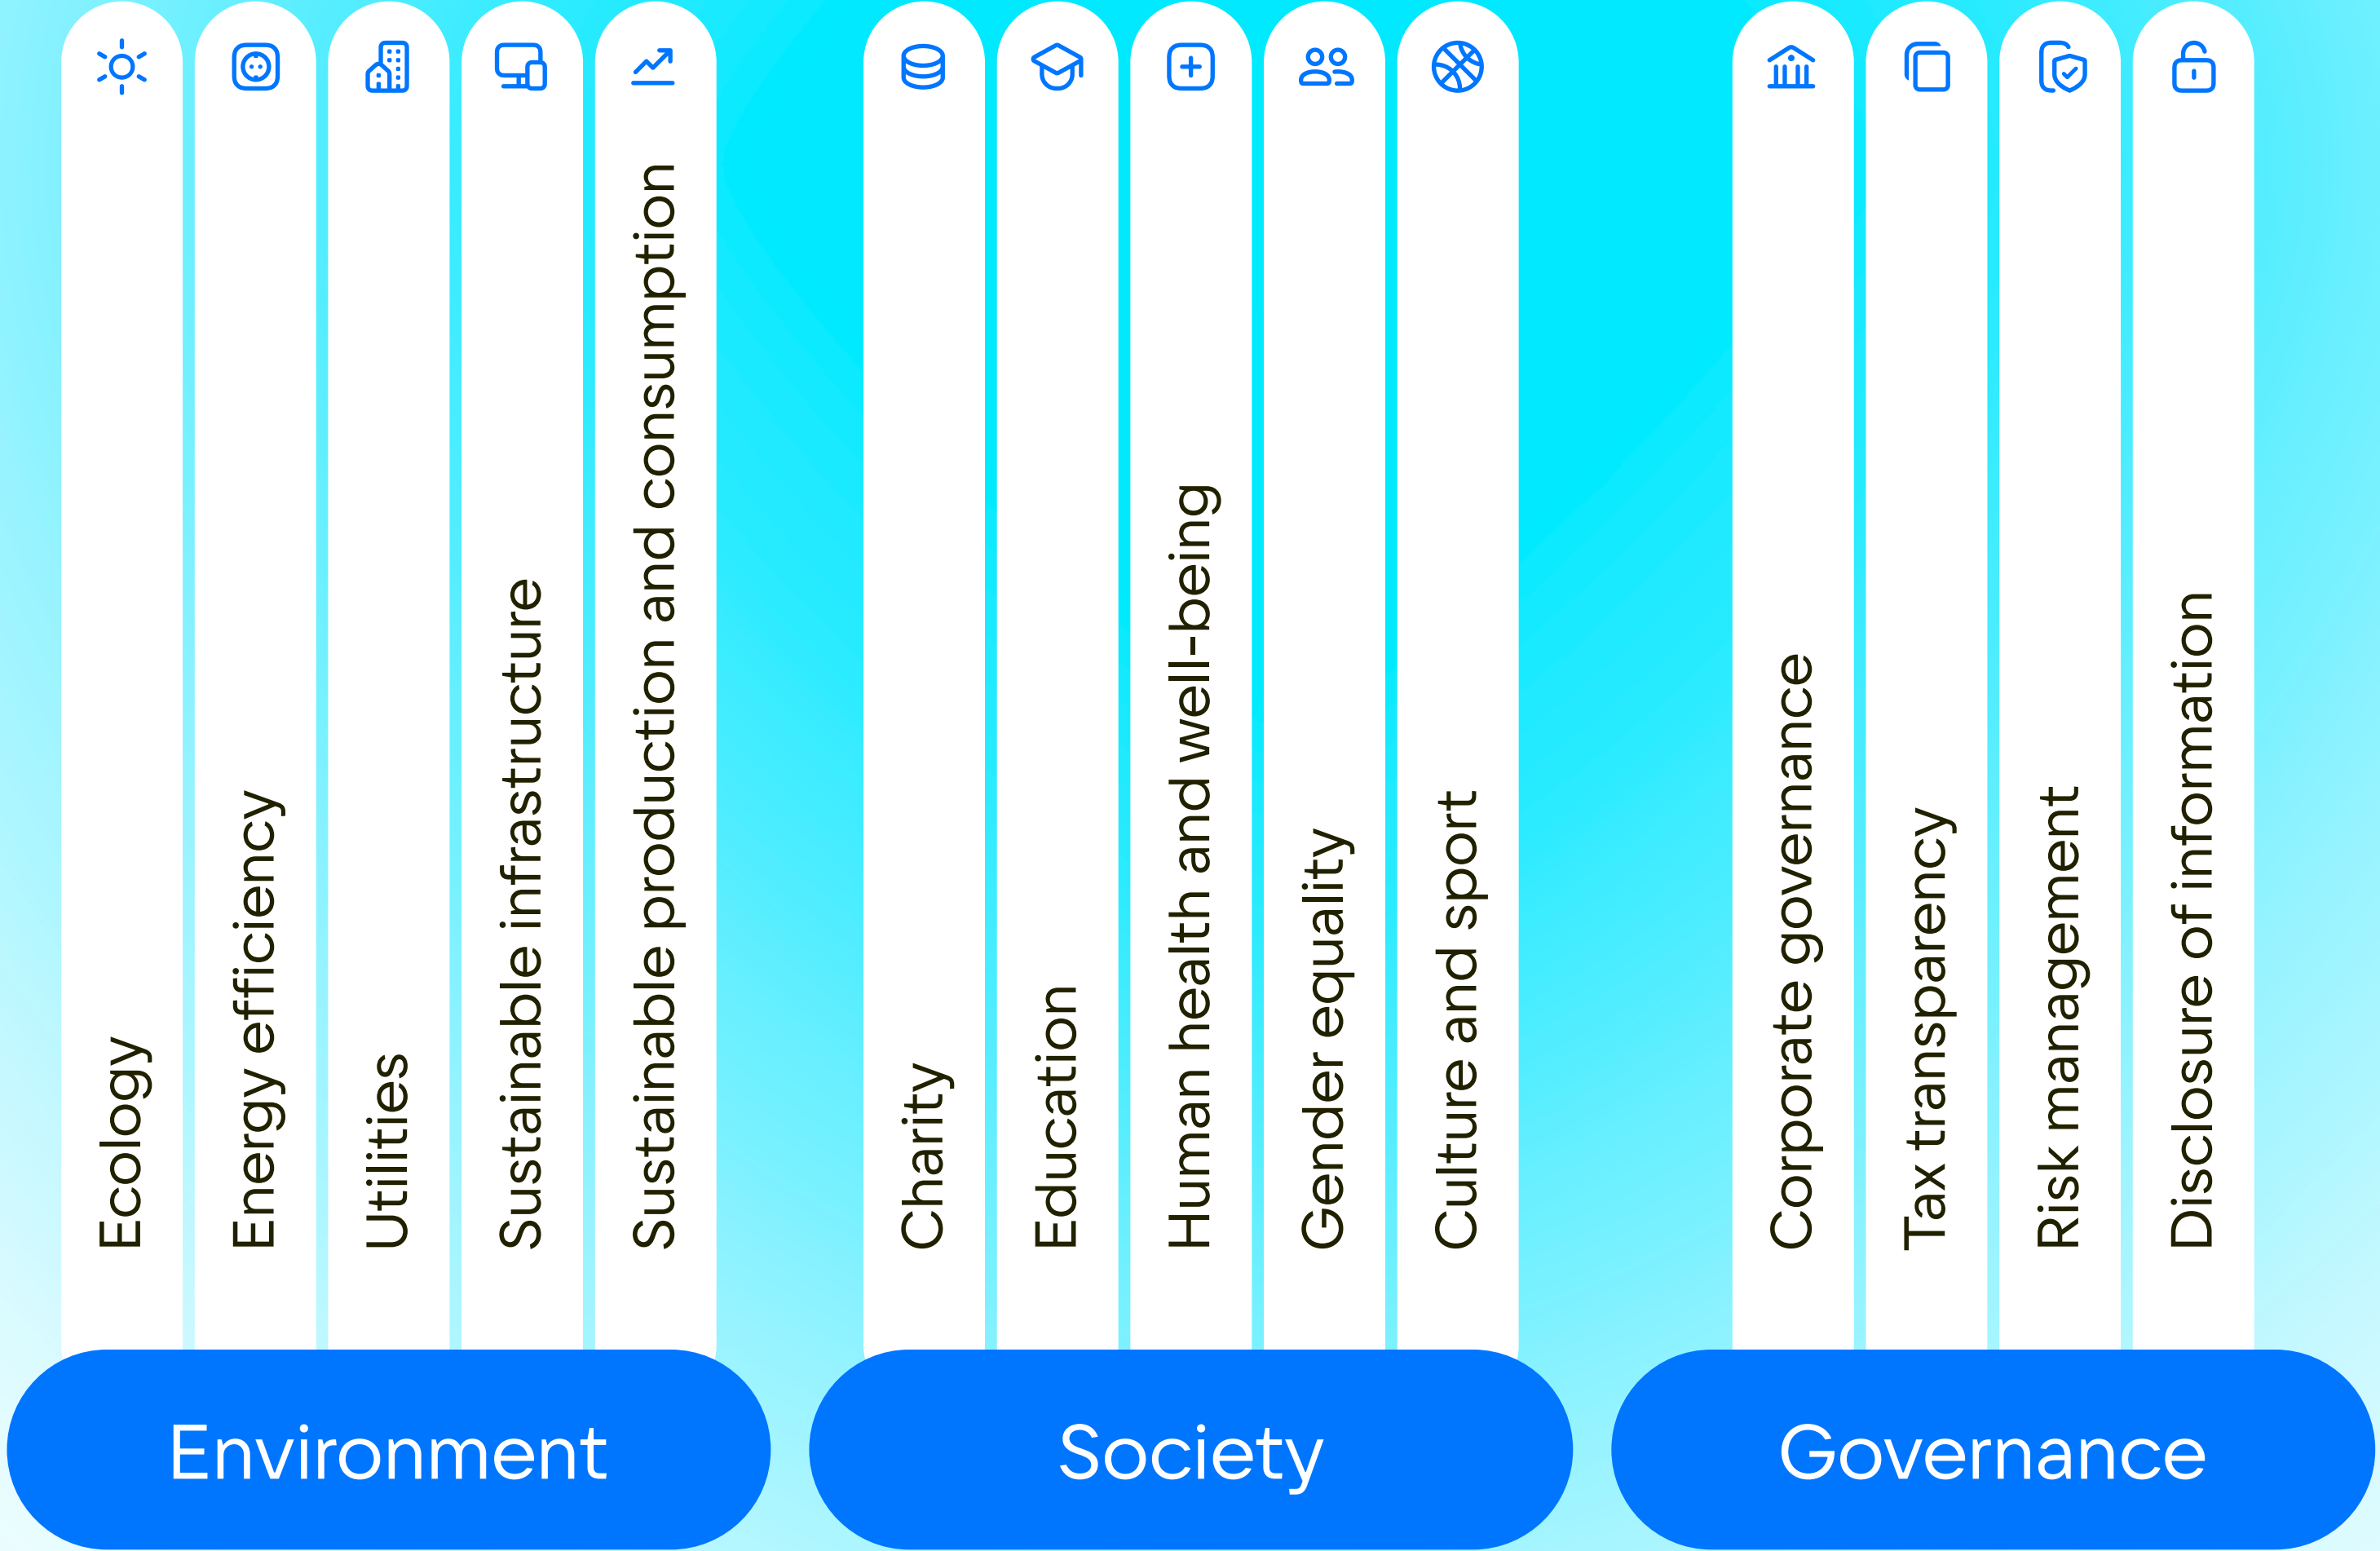 Ecology
Energy efficiency
Utilities
Sustainable infrastructure
Sustainable production and consumption
Environment
Charity
Education
Human health and well-being
Gender equality
Culture and sport
Society
Corporate governance
Tax transparency
Risk management
Disclosure of information
Governance